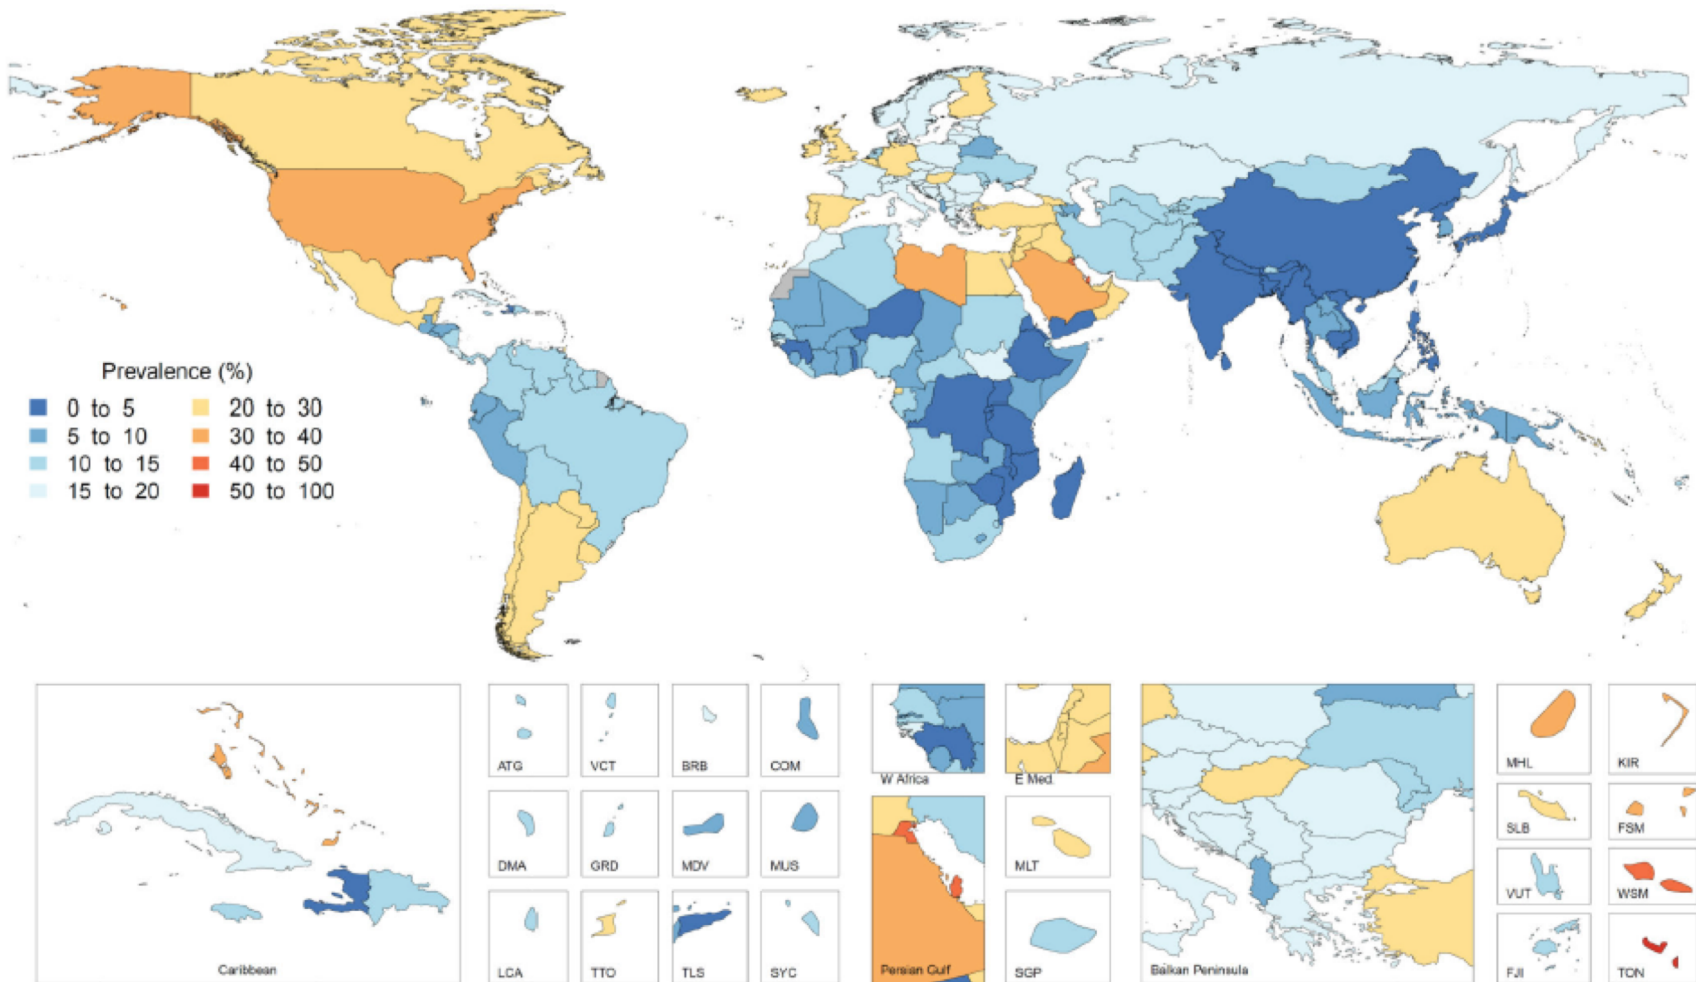 Prevalence (%)
0 to 5
20 to 30
5 to 10
30 to 40
10 to 15
40 to 50
15 to 20
50 to 100
ATG
VCT
BRB
COM
W Africa
E Med.
MHL
KIR
DMA
GRD
MDV
MUS
MLT
SLB
FSM
VUT
WSM
Caribbean
LCA
TTO
TLS
SYC
Persian Gulf
SGP
Balkan Peninsula
FJI
TON